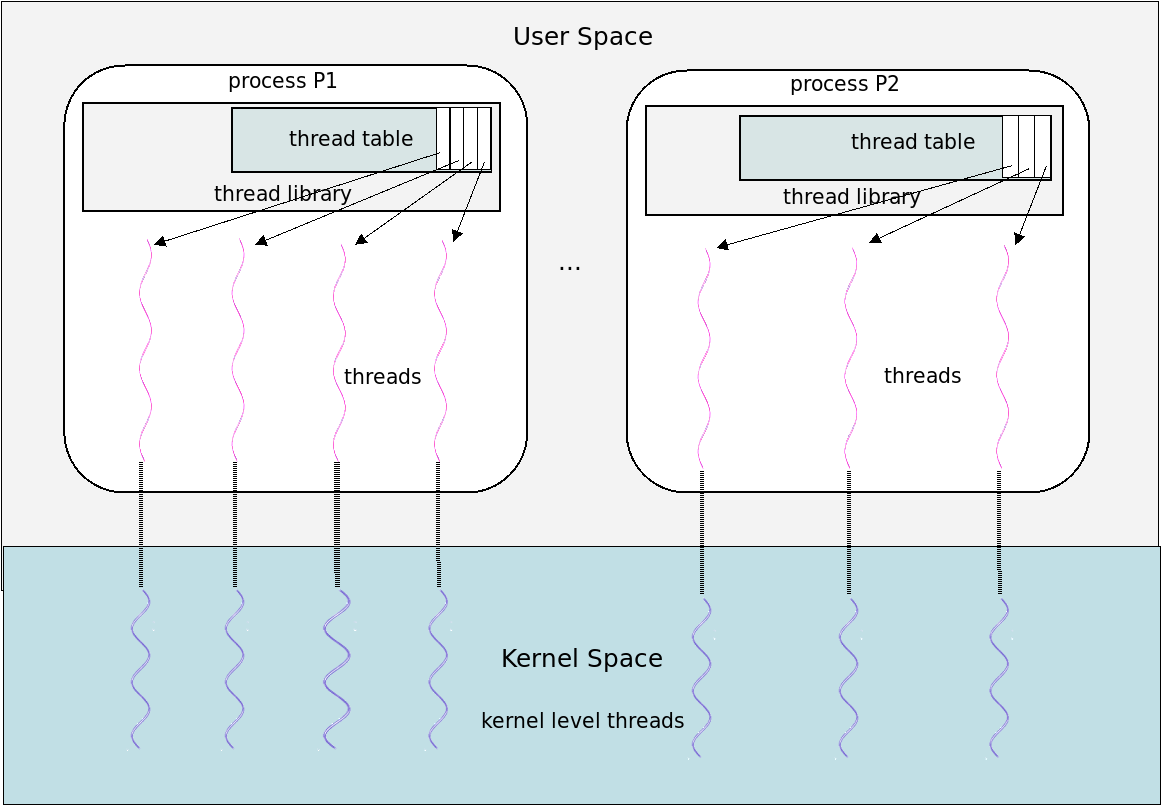 User Space
process P1
thread table
thread library
threads
...
process P2
thread table
thread library
threads
Kernel Space
kernel level threads